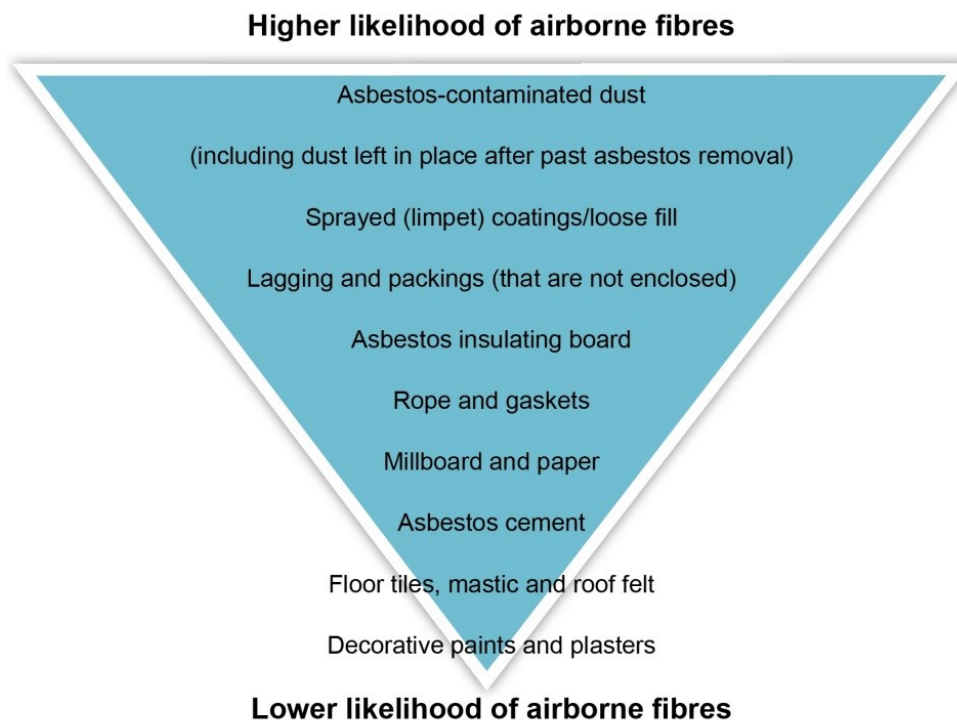 Higher likelihood of airborne fibres
Asbestos-contaminated dust
(including dust left in place after past asbestos removal)
Sprayed (limpet) coatings/loose fill
Lagging and packings (that are not enclosed)
Asbestos insulating board
Rope and gaskets
Millboard and paper
Asbestos cement
Floor tiles, mastic and roof felt
Decorative paints and plasters
Lower likelihood of airborne fibres